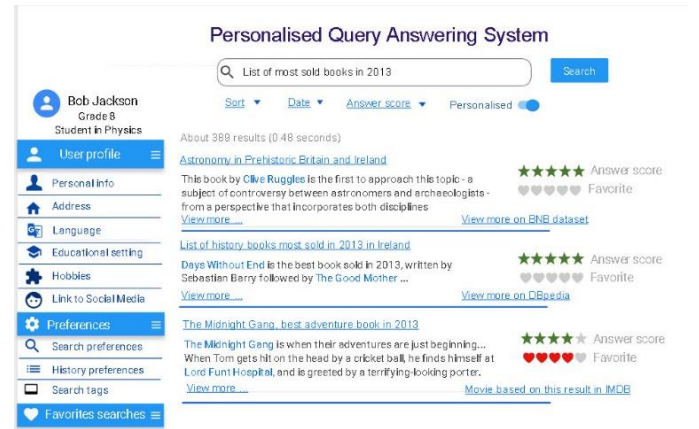 Personalised Query Answering System
List of most sold books in 2013
Search
Sort Date Answer score Personalised
About 389 results (0.48 seconds)
Bob Jackson
Grade 8
Student in Physics
User profile
Personal info
Address
Language
Educational setting
Hobbies
Link to Social Media
Preferences
Search preferences
History preferences
Search tags
Favorites searches
Astronomy in Prehistoric Britain and Ireland
This book by Clive Ruggles is the first to approach this topic - a
subject of controversy between astronomers and archaeologists -
from a perspective that incorporates both disciplines
View more ... View more on BNB dataset
Answer score
Favorite
List of history books most sold in 2013 in Ireland
Days Without End is the best book sold in 2013, written by
Sebastian Barry followed by The Good Mother ...
View more ... View more on DBpedia
Answer score
Favorite
The Midnight Gang, best adventure book in 2013
The Midnight Gang is when their adventures are just beginning...
When Tom gets hit on the head by a cricket ball, he finds himself at
Lord Funt Hospital, and is greeted by a terrifying-looking porter.
View more ... Movie based on this result in IMDB
Answer score
Favorite